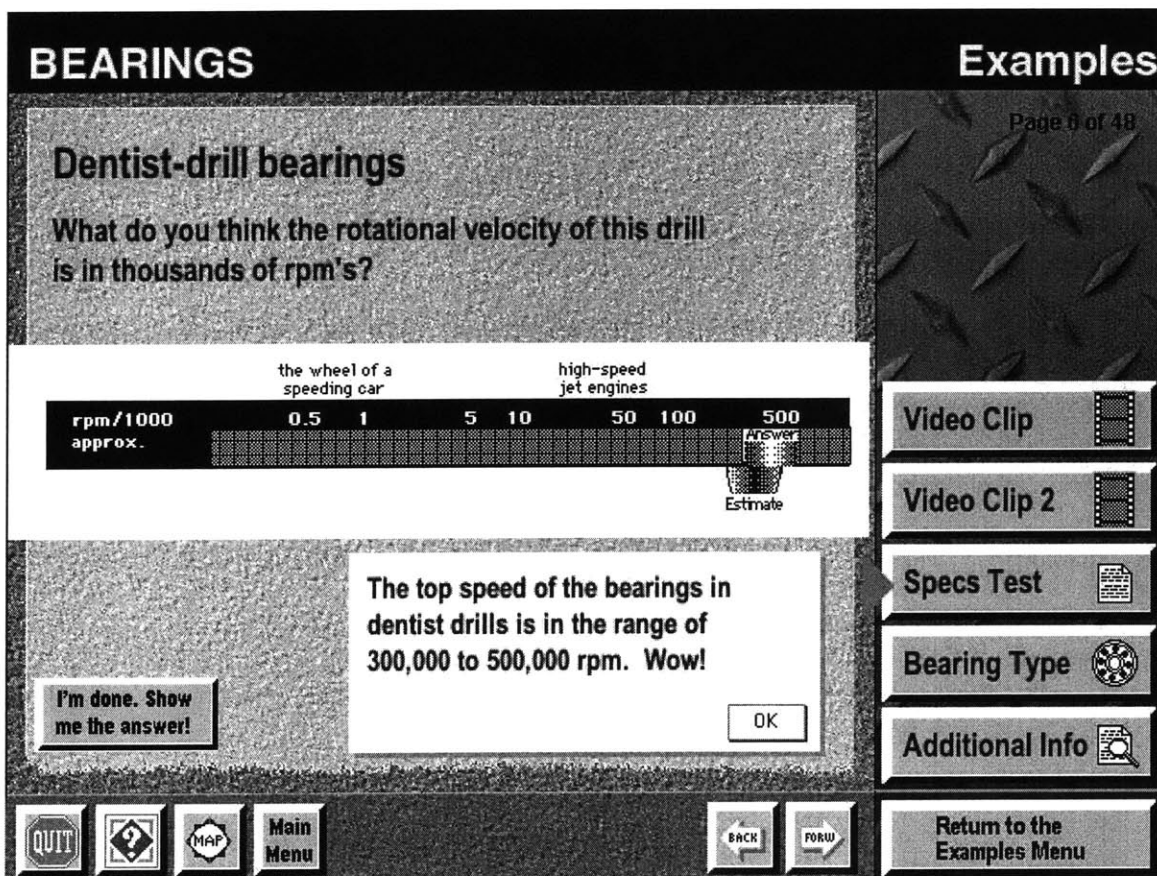 BEARINGS
Examples
Page 6 of 48
Dentist-drill bearings
What do you think the rotational velocity of this drill
is in thousands of rpm's?
the wheel of a
speeding car
high-speed
jet engines
rpm/1000
approx.
0.5 1 5 10 50 100 500
Answer
Estimate
The top speed of the bearings in
dentist drills is in the range of
300,000 to 500,000 rpm. Wow!
OK
I'm done. Show
me the answer!
Video Clip
Video Clip 2
Specs Test
Bearing Type
Additional Info
QUIT
?
MAP
Main
Menu
BACK
FORW
Return to the
Examples Menu